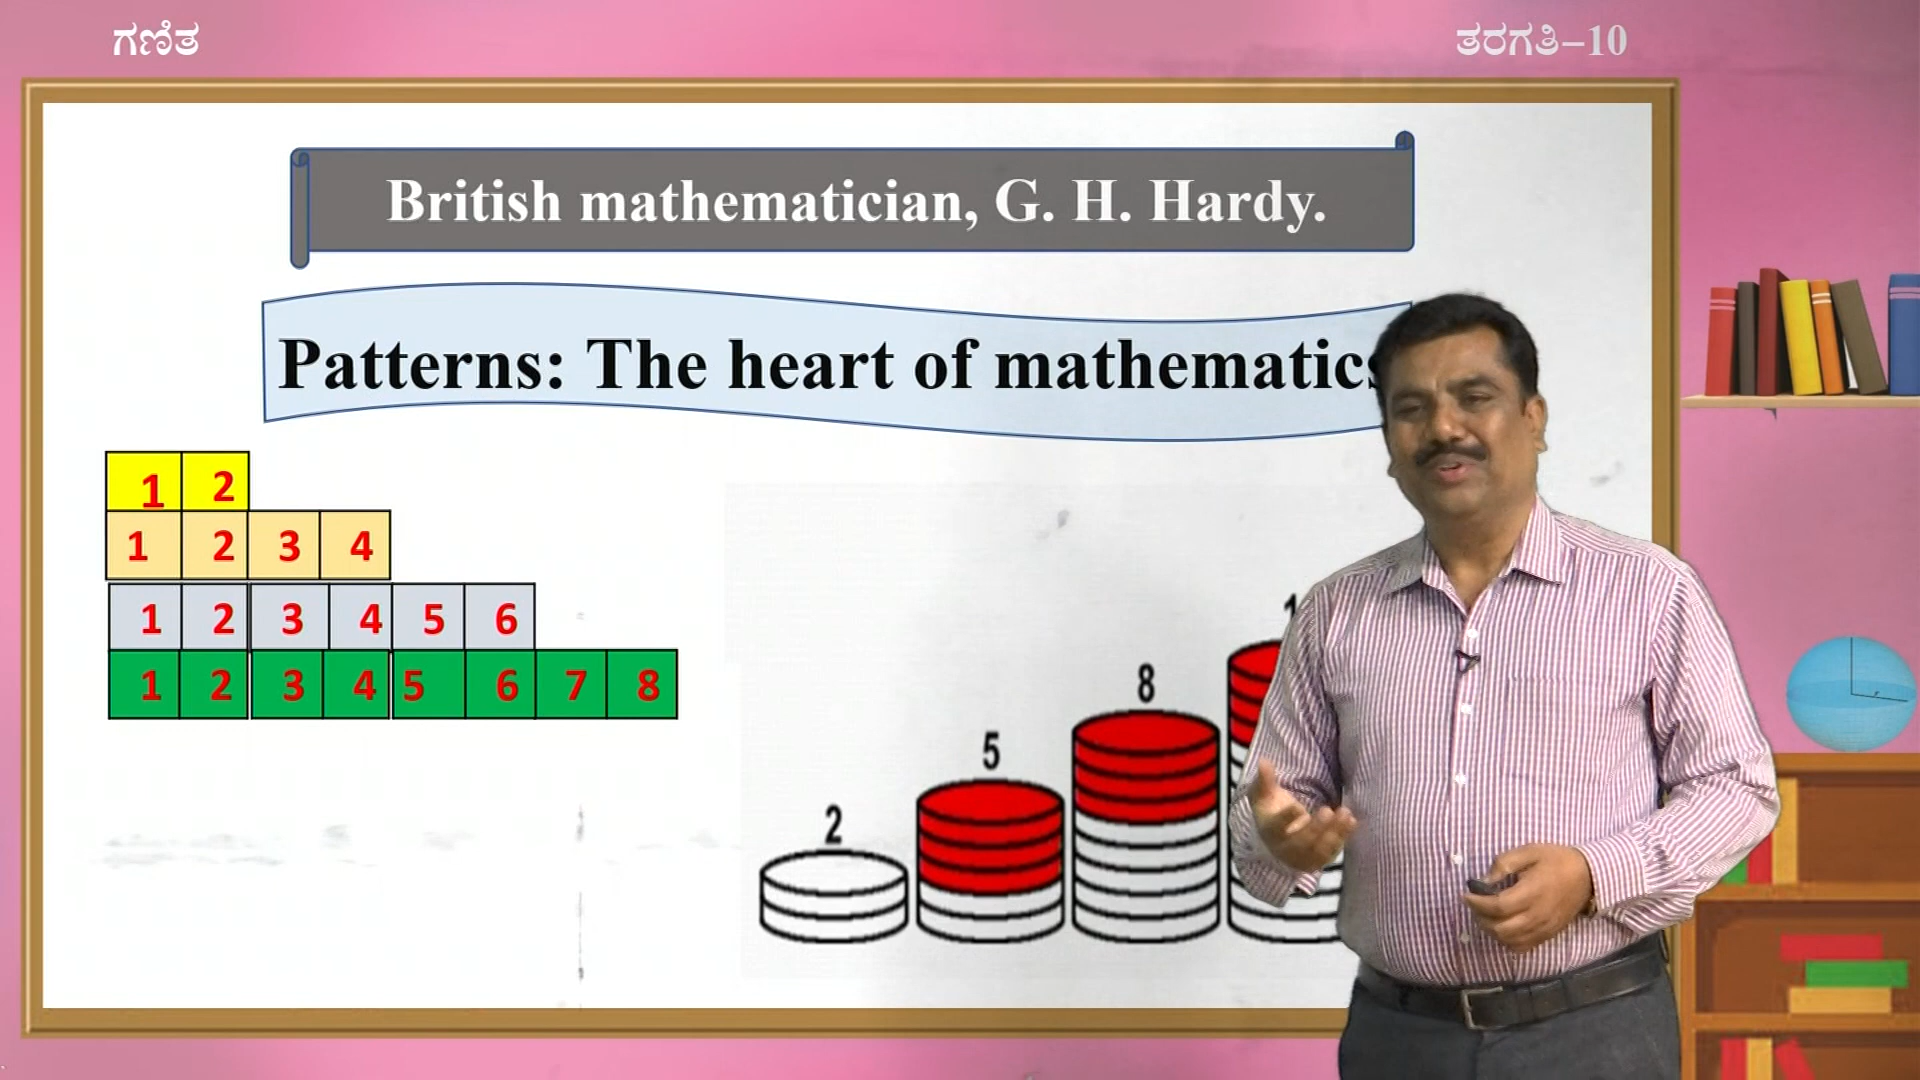 ಗಣಿತ
ತರಗತಿ–10
British mathematician, G. H. Hardy.
Patterns: The heart of mathematics
1 2
1 2 3 4
1 2 3 4 5 6
1 2 3 4 5 6 7 8
2
5
8